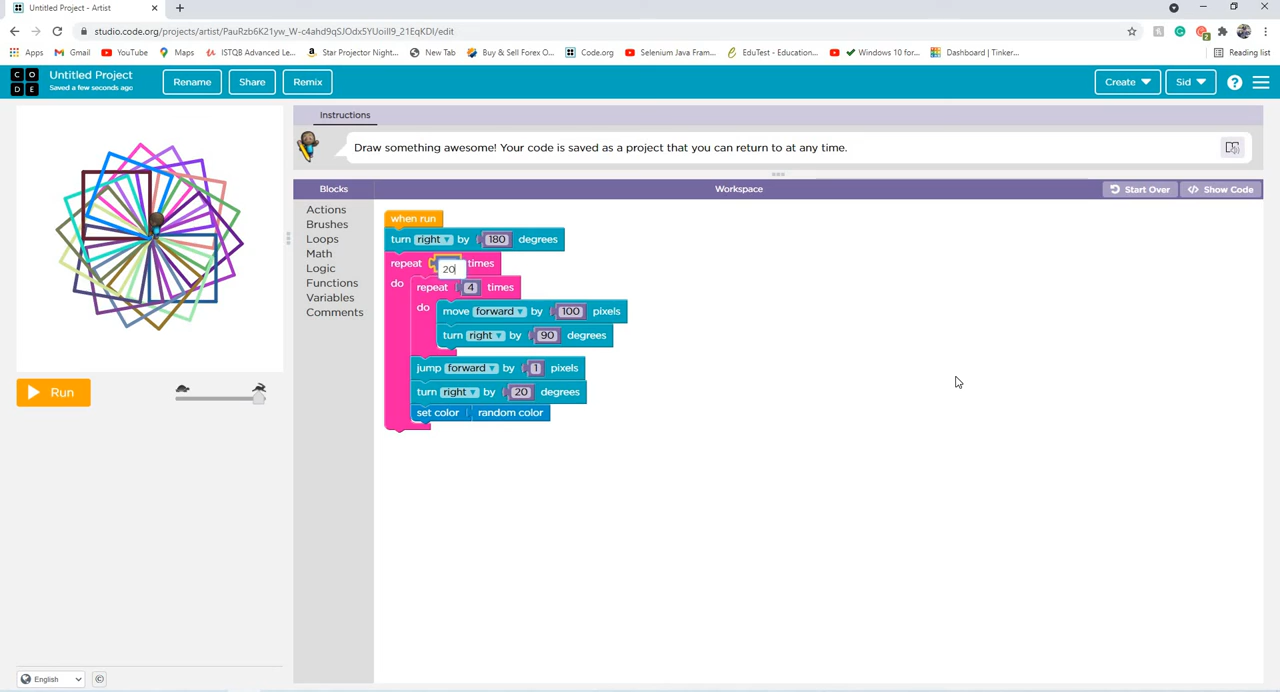 Untitled Project - Artist
studio.code.org/projects/artist/PauRzb6K21yw_W-c4ahd9qSJOdx5YUoiIl9_21EqKDI/edit
Apps Gmail YouTube Maps ISTQB Advanced Le... Star Projector Night... New Tab Buy & Sell Forex O... Code.org Selenium Java Fram... EduTest - Education... Windows 10 for... Dashboard | Tinker... Reading list
CODE Untitled Project
Saved a few seconds ago
Rename Share Remix Create Sid ?
Instructions
Draw something awesome! Your code is saved as a project that you can return to at any time.
Blocks Workspace Start Over </> Show Code
Actions
Brushes
Loops
Math
Logic
Functions
Variables
Comments
when run
turn right by 180 degrees
repeat 20 times
do repeat 4 times
do move forward by 100 pixels
turn right by 90 degrees
jump forward by 1 pixels
turn right by 20 degrees
set color random color
Run
English ©